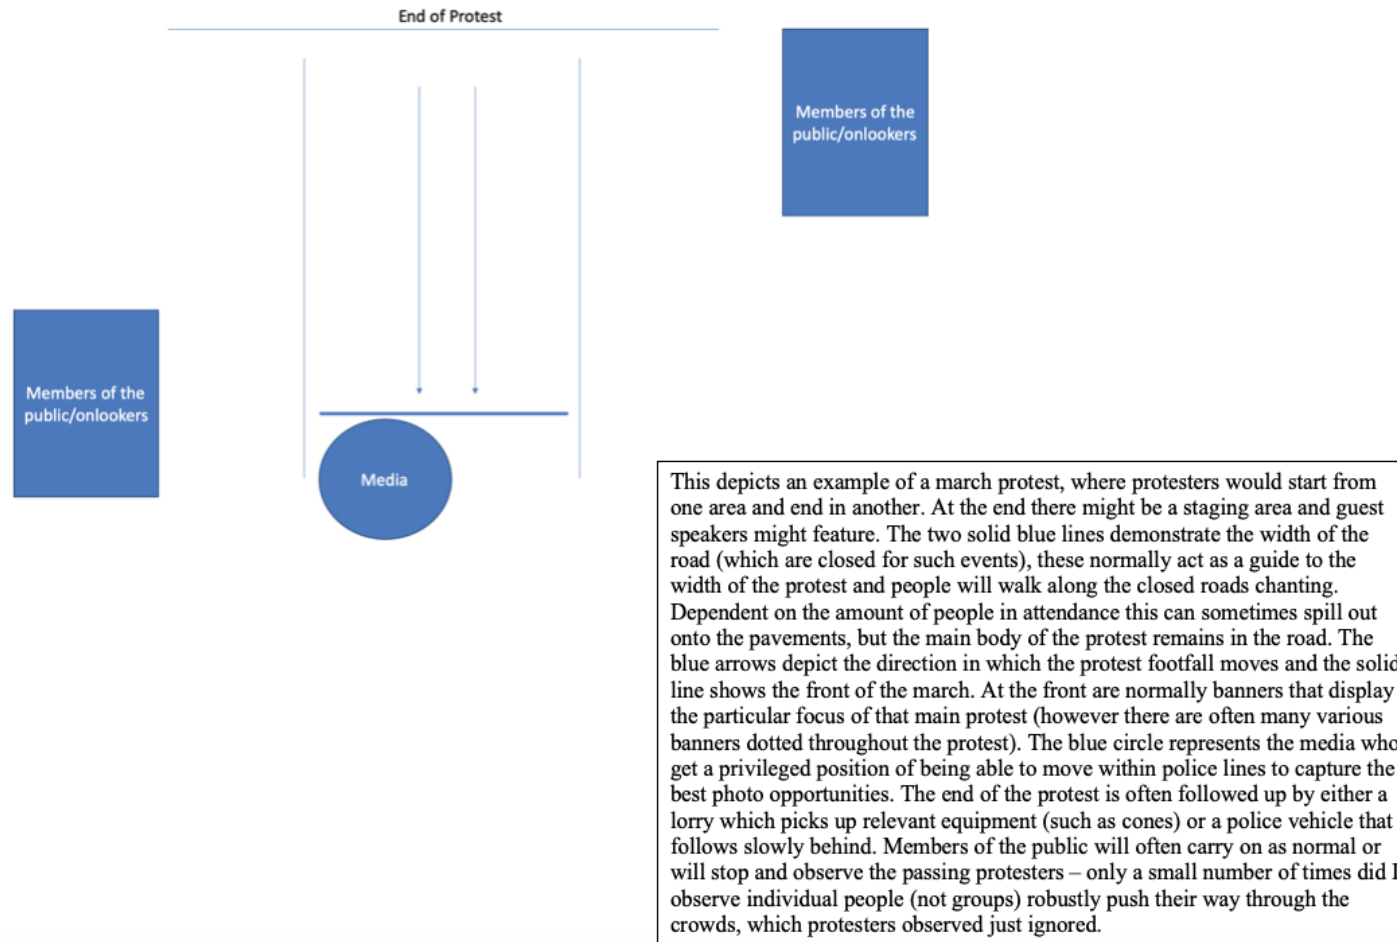 End of Protest
Members of the
public/onlookers
Members of the
public/onlookers
Media
This depicts an example of a march protest, where protesters would start from
one area and end in another. At the end there might be a staging area and guest
speakers might feature. The two solid blue lines demonstrate the width of the
road (which are closed for such events), these normally act as a guide to the
width of the protest and people will walk along the closed roads chanting.
Dependent on the amount of people in attendance this can sometimes spill out
onto the pavements, but the main body of the protest remains in the road. The
blue arrows depict the direction in which the protest footfall moves and the solid
line shows the front of the march. At the front are normally banners that display
the particular focus of that main protest (however there are often many various
banners dotted throughout the protest). The blue circle represents the media who
get a privileged position of being able to move within police lines to capture the
best photo opportunities. The end of the protest is often followed up by either a
lorry which picks up relevant equipment (such as cones) or a police vehicle that
follows slowly behind. Members of the public will often carry on as normal or
will stop and observe the passing protesters – only a small number of times did I
observe individual people (not groups) robustly push their way through the
crowds, which protesters observed just ignored.